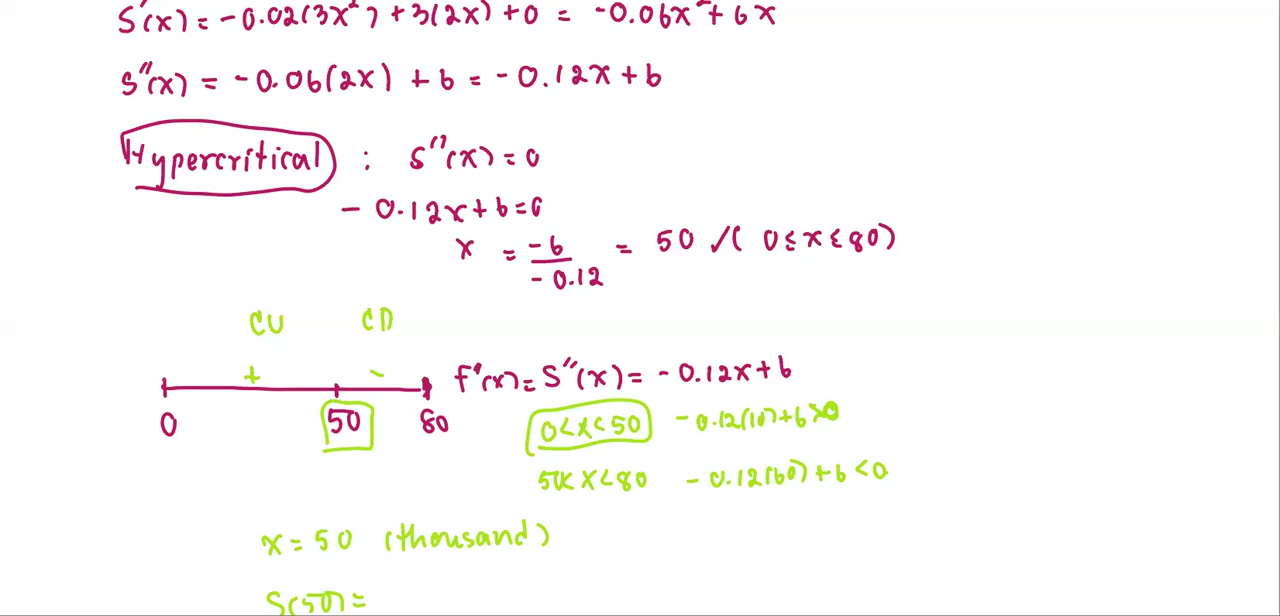 S'(x) = -0.02(3x²) + 3(2x) + 0 = -0.06x² + 6x
S''(x) = -0.06(2x) + 6 = -0.12x + 6
Hypercritical : S''(x) = 0
-0.12x + 6 = 0
x = -6/-0.12 = 50 ✓( 0 ≤ x ≤ 80)
CU CD
+ -
f''(x) = S''(x) = -0.12x + 6
0 50 80
0 < x < 50 -0.12(10) + 6 > 0
50 < x < 80 -0.12(60) + 6 < 0
x = 50 (thousand)
S(50) =